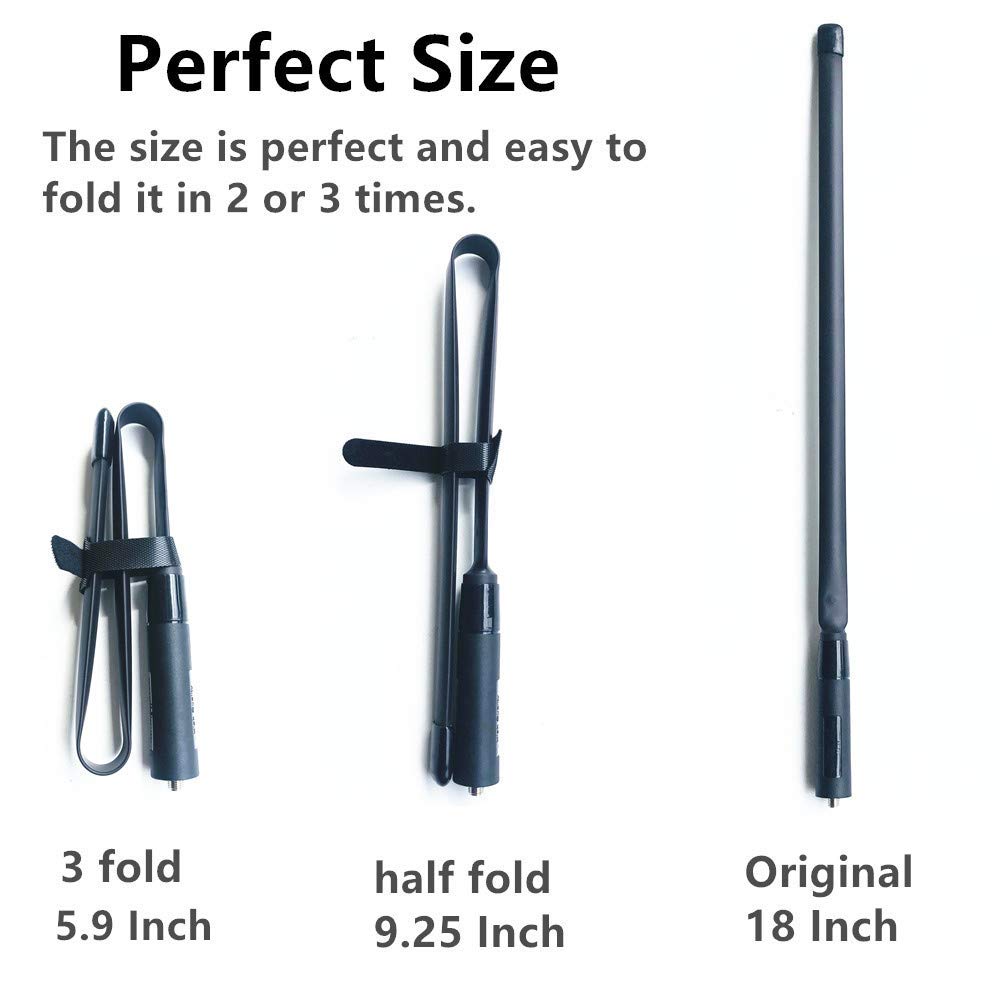 Perfect Size
The size is perfect and easy to
fold it in 2 or 3 times.
3 fold
5.9 Inch
half fold
9.25 Inch
Original
18 Inch